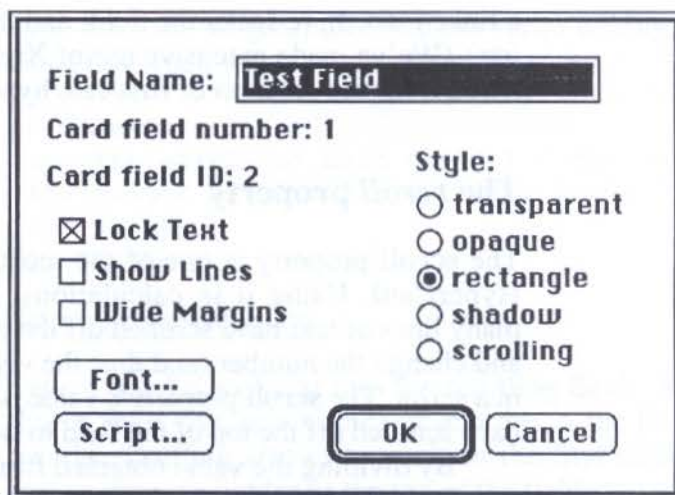 Field Name: Test Field
Card field number: 1
Card field ID: 2
Lock Text
Show Lines
Wide Margins
Font...
Script...
Style:
transparent
opaque
rectangle
shadow
scrolling
OK
Cancel